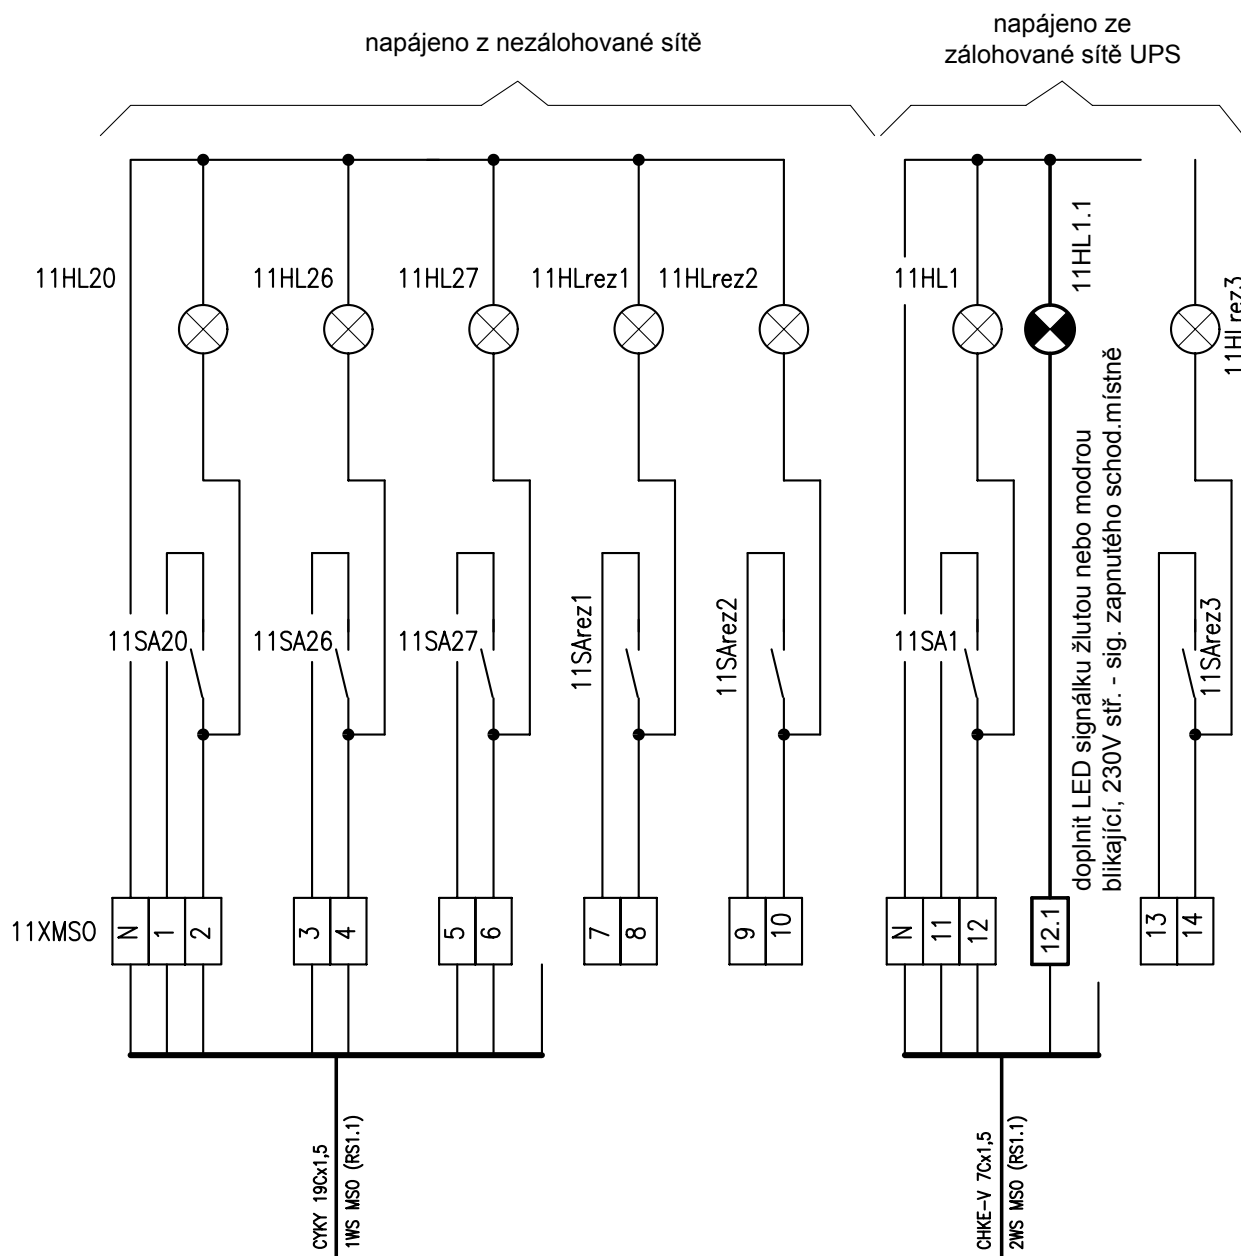 napájeno z nezálohované sítě
napájeno ze
zálohované sítě UPS
11HL20
11HL26
11HL27
11HLrez1
11HLrez2
11HL1
11HL1.1
11HLrez3
doplnit LED signálku žlutou nebo modrou
blikající, 230V stř. - sig. zapnutého schod.místně
11SA20
11SA26
11SA27
11SArez1
11SArez2
11SA1
11SArez3
11XMSO
N
1
2
3
4
5
6
7
8
9
10
N
11
12
12.1
13
14
CYKY 19Cx1,5
1WS MSO (RS1.1)
CHKE-V 7Cx1,5
2WS MSO (RS1.1)